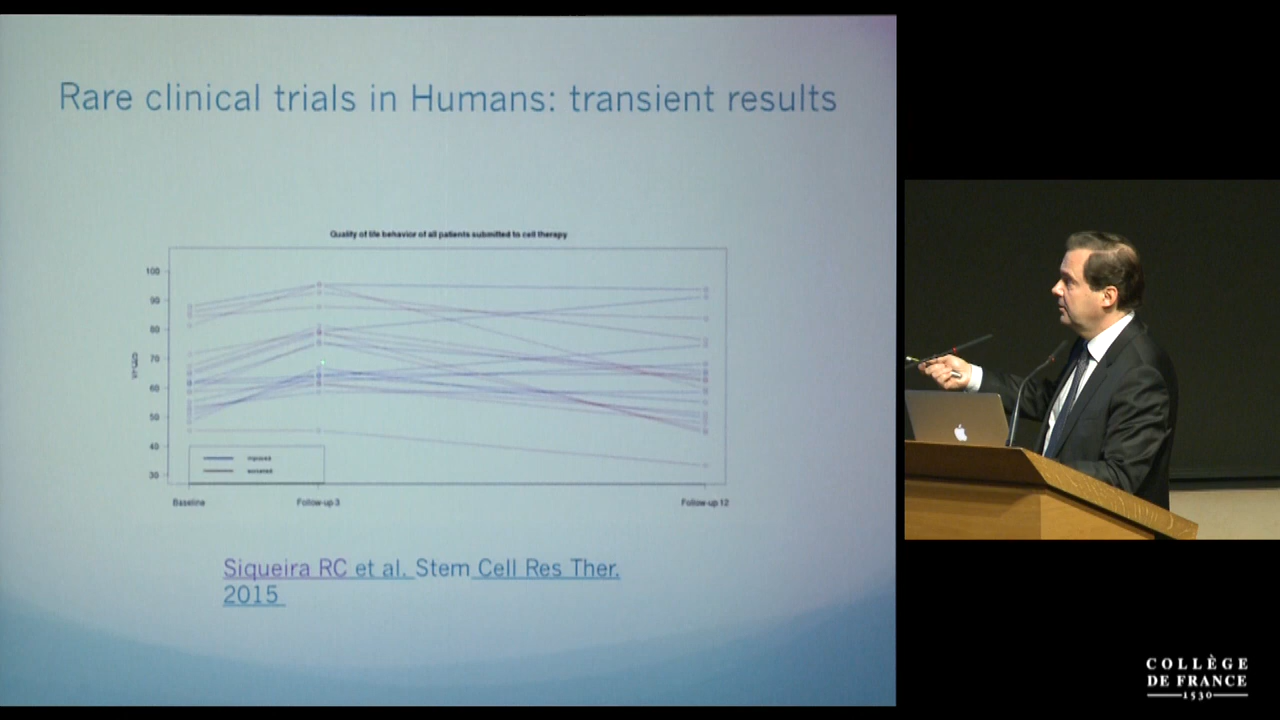 Rare clinical trials in Humans: transient results
Quality of life behavior of all patients submitted to cell therapy
100
90
80
70
60
50
40
30
improved
worsened
Baseline
Follow-up 3
Follow-up 12
Siqueira RC et al. Stem Cell Res Ther.
2015
COLLÈGE
DE FRANCE
1530